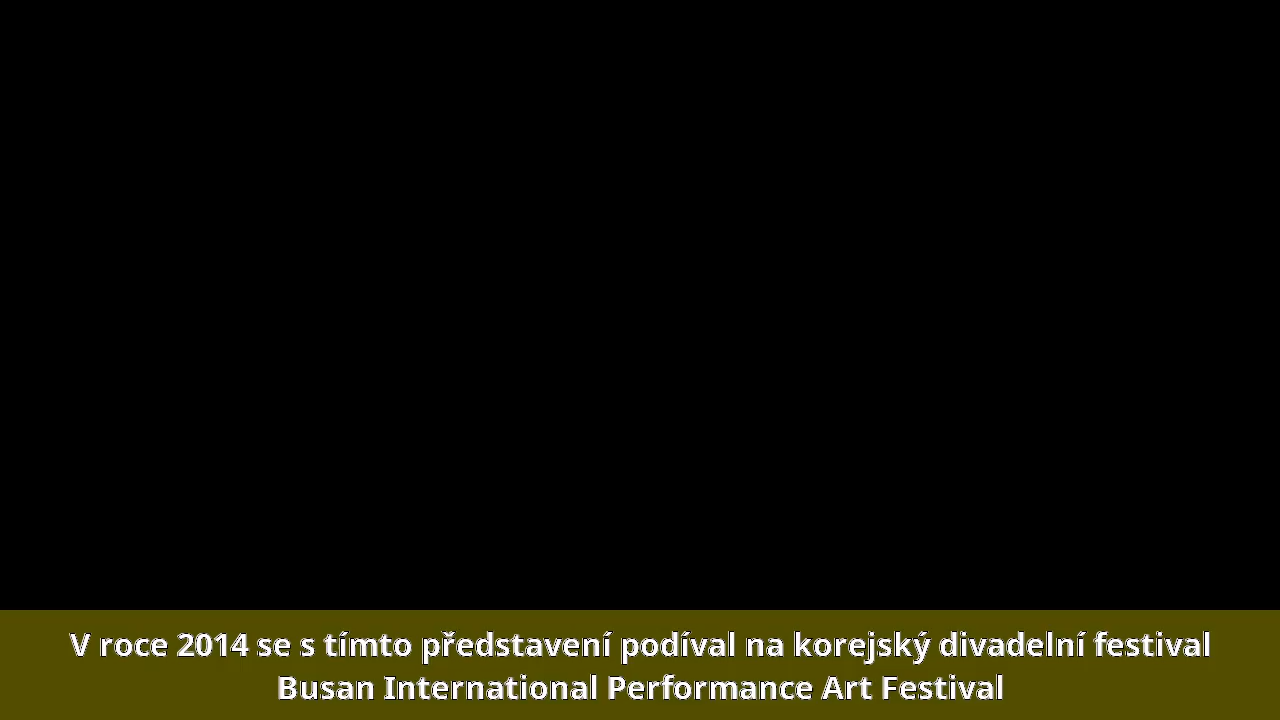 V roce 2014 se s tímto představení podíval na korejský divadelní festival
Busan International Performance Art Festival